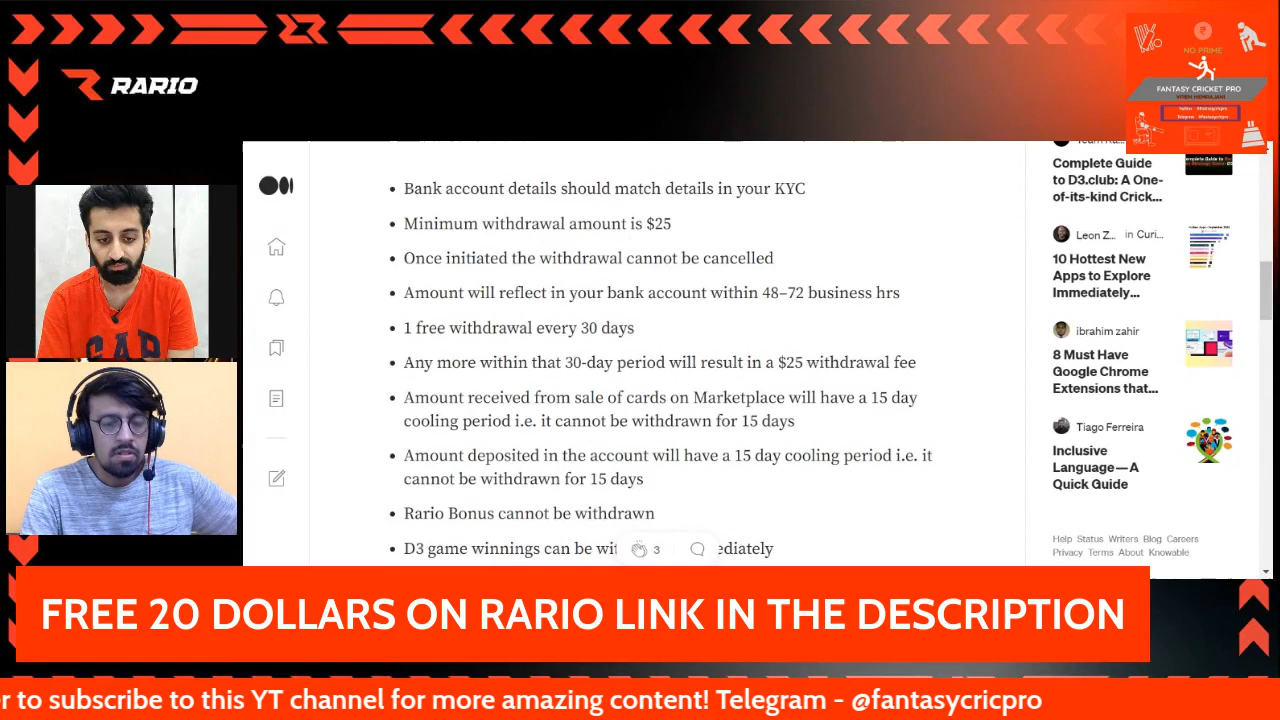 RARIO
NO PRIME
FANTASY CRICKET PRO
VIREN HEMRAJANI
Bank account details should match details in your KYC
Minimum withdrawal amount is $25
Once initiated the withdrawal cannot be cancelled
Amount will reflect in your bank account within 48–72 business hrs
1 free withdrawal every 30 days
Any more within that 30-day period will result in a $25 withdrawal fee
Amount received from sale of cards on Marketplace will have a 15 day
cooling period i.e. it cannot be withdrawn for 15 days
Amount deposited in the account will have a 15 day cooling period i.e. it
cannot be withdrawn for 15 days
Rario Bonus cannot be withdrawn
D3 game winnings can be wi
ediately
3
Complete Guide
to D3.club: A One-
of-its-kind Crick...
Leon Z... in Curi...
10 Hottest New
Apps to Explore
Immediately...
ibrahim zahir
8 Must Have
Google Chrome
Extensions that...
Tiago Ferreira
Inclusive
Language—A
Quick Guide
Help Status Writers Blog Careers
Privacy Terms About Knowable
GAP
FREE 20 DOLLARS ON RARIO LINK IN THE DESCRIPTION
er to subscribe to this YT channel for more amazing content! Telegram - @fantasycricpro